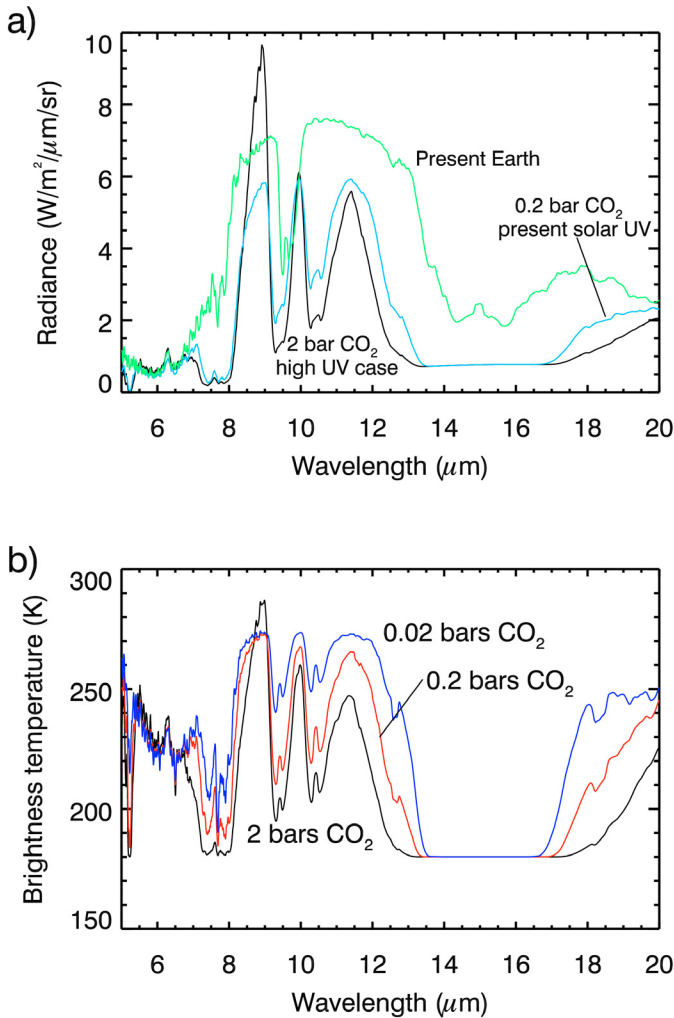 a)
10
8
6
4
2
0
Radiance (W/m²/μm/sr)
Present Earth
0.2 bar CO₂
present solar UV
2 bar CO₂
high UV case
6 8 10 12 14 16 18 20
Wavelength (μm)
b)
300
250
200
150
Brightness temperature (K)
0.02 bars CO₂
0.2 bars CO₂
2 bars CO₂
6 8 10 12 14 16 18 20
Wavelength (μm)